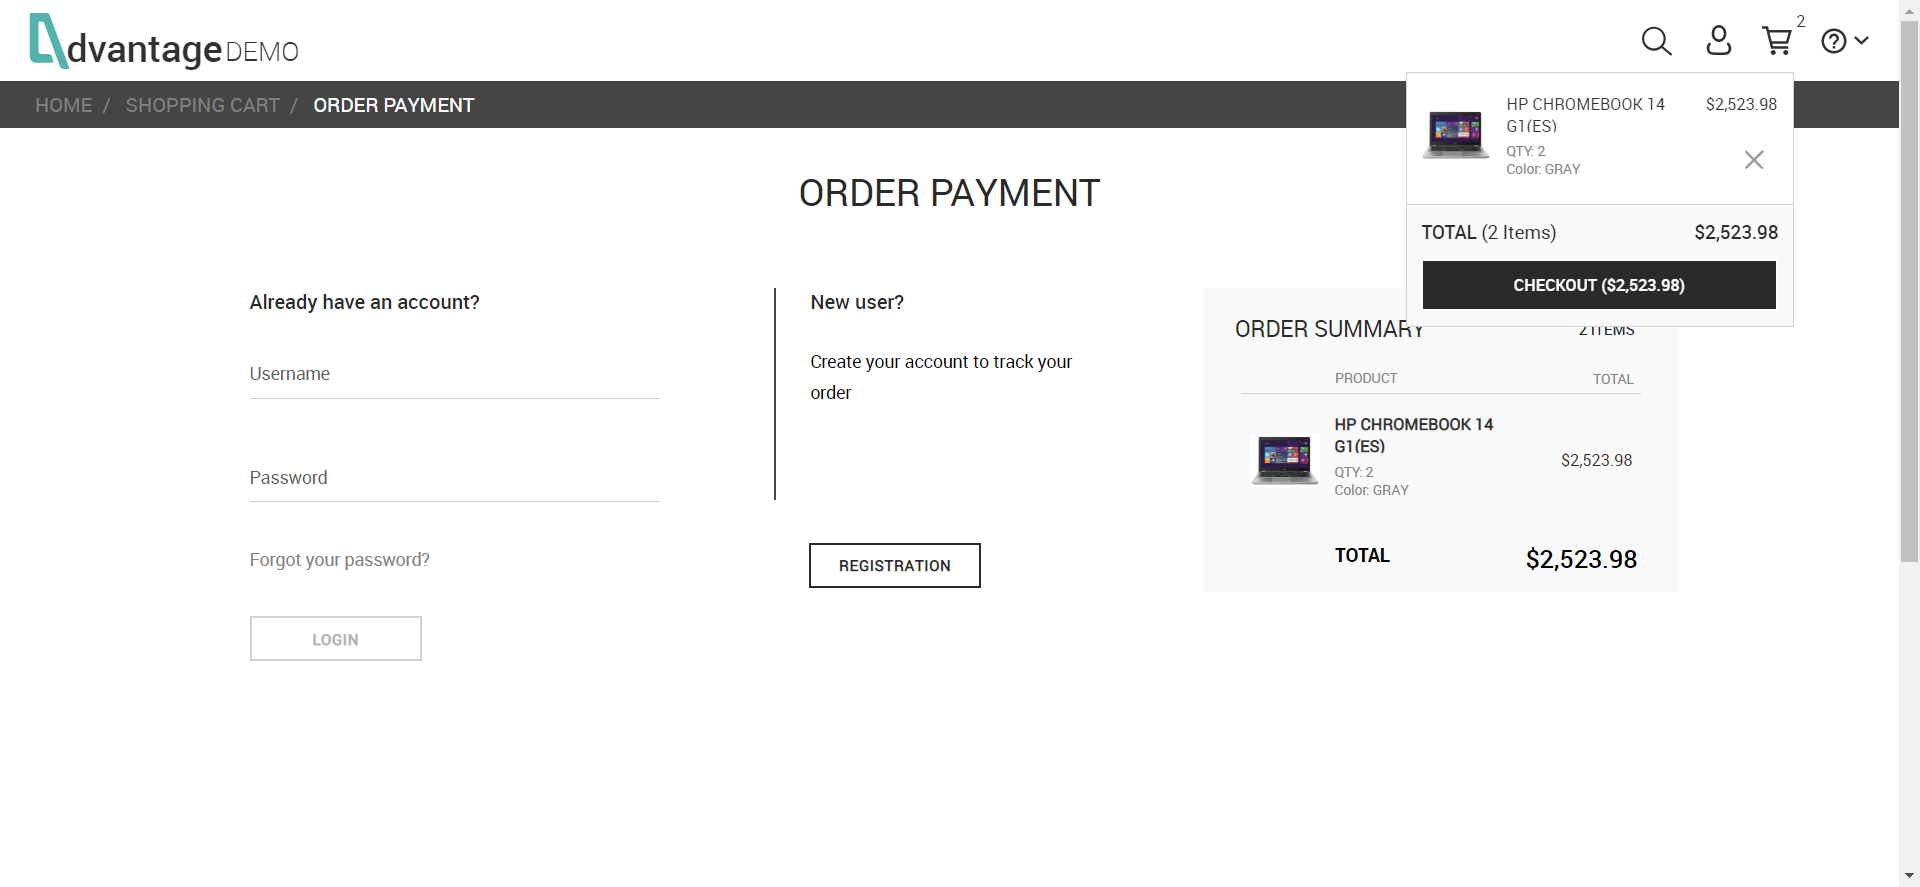 dvantage DEMO
2
HOME / SHOPPING CART / ORDER PAYMENT
HP CHROMEBOOK 14
G1(ES)
$2,523.98
QTY: 2
Color: GRAY
TOTAL (2 Items) $2,523.98
CHECKOUT ($2,523.98)
ORDER PAYMENT
Already have an account?
Username
Password
Forgot your password?
LOGIN
New user?
Create your account to track your
order
REGISTRATION
ORDER SUMMARY 2 ITEMS
PRODUCT TOTAL
HP CHROMEBOOK 14
G1(ES)
QTY: 2
Color: GRAY
$2,523.98
TOTAL $2,523.98